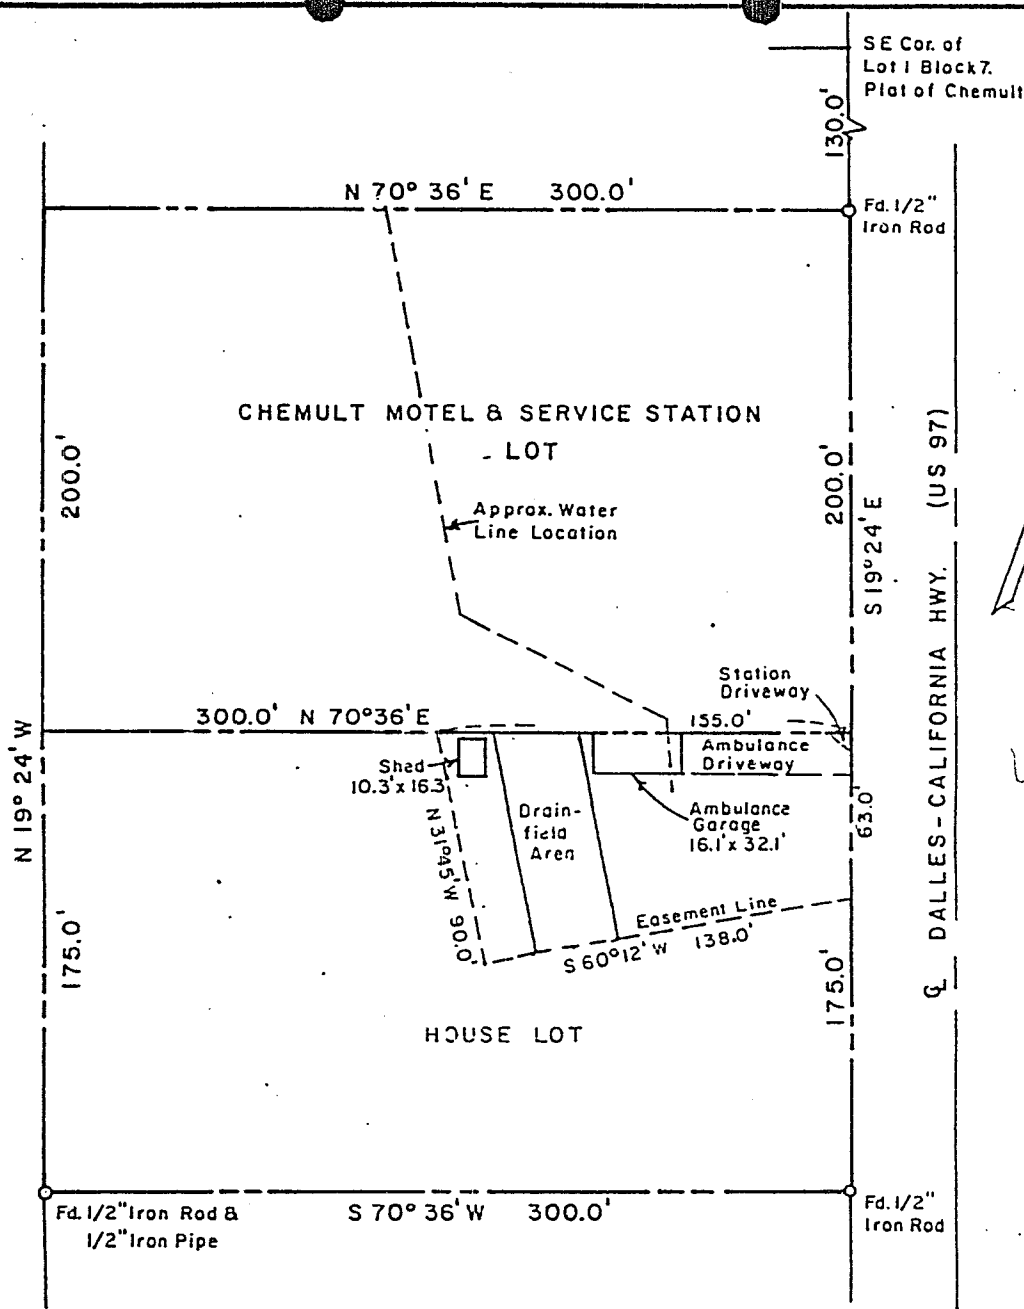 SE Cor. of
Lot 1 Block 7.
Plat of Chemult
130.0'
N 70° 36' E 300.0'
Fd. 1/2"
Iron Rod
CHEMULT MOTEL & SERVICE STATION
LOT
200.0'
200.0'
S 19° 24' E
DALLES - CALIFORNIA HWY. (US 97)
Approx. Water
Line Location
Station
Driveway
300.0' N 70° 36' E
155.0'
Ambulance
Driveway
N 19° 24' W
Shed
10.3' x 16.3
Drain-
field
Area
Ambulance
Garage
16.1' x 32.1'
63.0'
N 31° 45' W 90.0'
Easement Line
S 60° 12' W 138.0'
175.0'
175.0'
HOUSE LOT
Fd. 1/2" Iron Rod &
1/2" Iron Pipe
S 70° 36' W 300.0'
Fd. 1/2"
Iron Rod